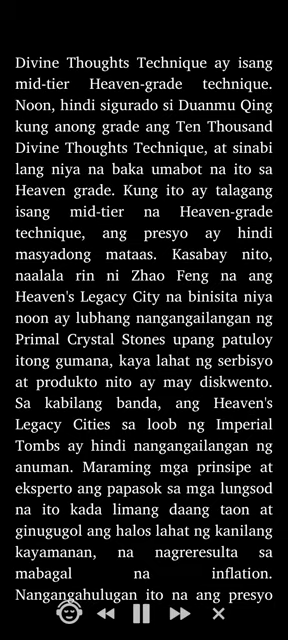 Divine Thoughts Technique ay isang
mid-tier Heaven-grade technique.
Noon, hindi sigurado si Duanmu Qing
kung anong grade ang Ten Thousand
Divine Thoughts Technique, at sinabi
lang niya na baka umabot na ito sa
Heaven grade. Kung ito ay talagang
isang mid-tier na Heaven-grade
technique, ang presyo ay hindi
masyadong mataas. Kasabay nito,
naalala rin ni Zhao Feng na ang
Heaven's Legacy City na binisita niya
noon ay lubhang nangangailangan ng
Primal Crystal Stones upang patuloy
itong gumana, kaya lahat ng serbisyo
at produkto nito ay may diskwento.
Sa kabilang banda, ang Heaven's
Legacy Cities sa loob ng Imperial
Tombs ay hindi nangangailangan ng
anuman. Maraming mga prinsipe at
eksperto ang papasok sa mga lungsod
na ito kada limang daang taon at
ginugugol ang halos lahat ng kanilang
kayamanan, na nagreresulta sa
mabagal na inflation.
Nangangahulugan ito na ang presyo